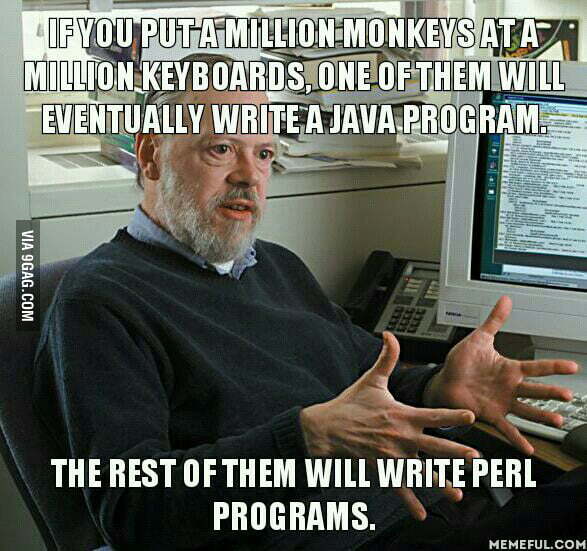 IF YOU PUT A MILLION MONKEYS AT A
MILLION KEYBOARDS, ONE OF THEM WILL
EVENTUALLY WRITE A JAVA PROGRAM.
VIA 9GAG.COM
NOKIA
THE REST OF THEM WILL WRITE PERL
PROGRAMS.
MEMEFUL.COM